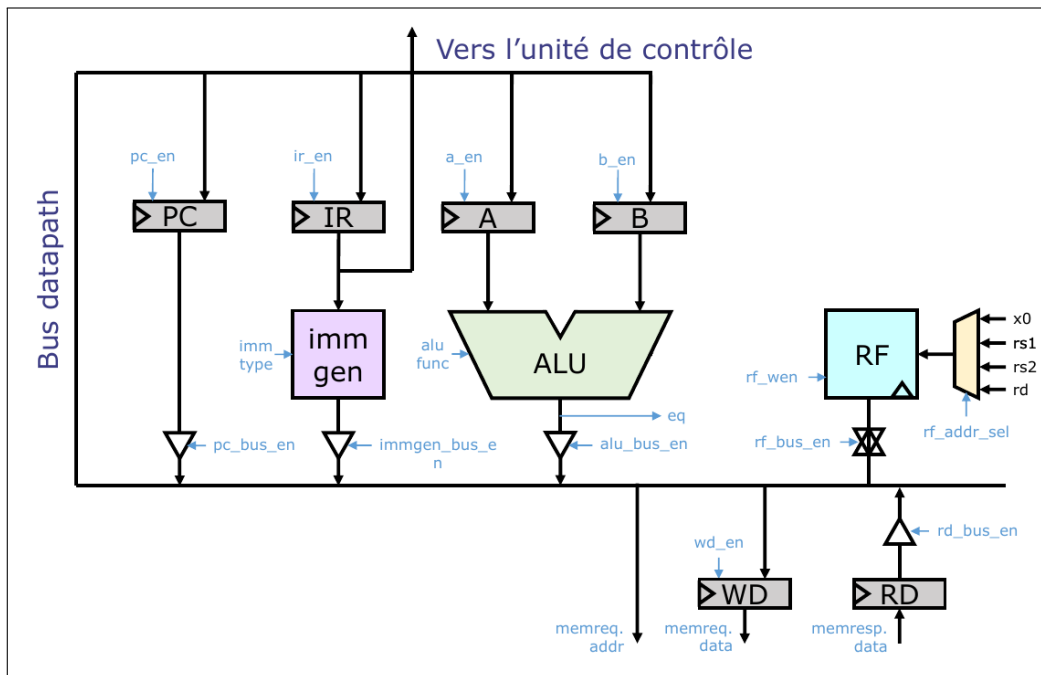 Vers l’unité de contrôle
Bus datapath
pc_en
ir_en
a_en
b_en
PC
IR
A
B
imm
type
imm
gen
alu
func
ALU
rf_wen
RF
x0
rs1
rs2
rd
rf_addr_sel
eq
pc_bus_en
immgen_bus_e
n
alu_bus_en
rf_bus_en
rd_bus_en
wd_en
WD
RD
memreq.
addr
memreq.
data
memresp.
data